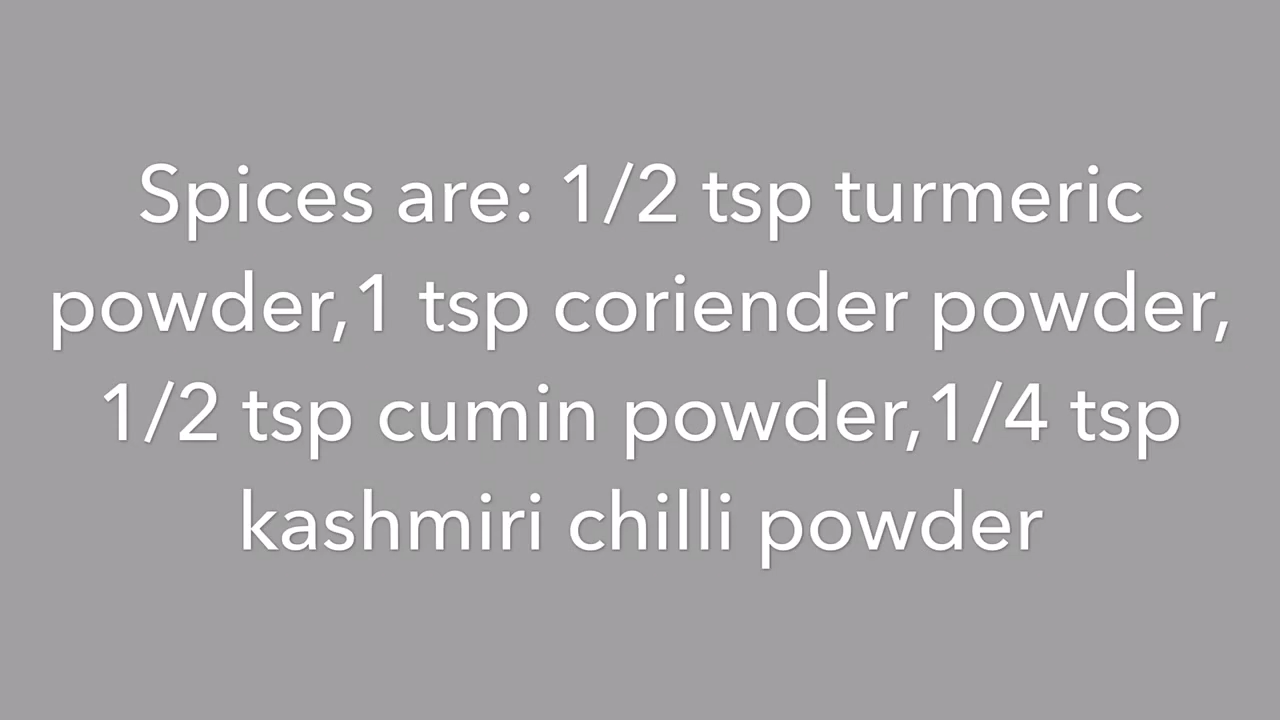 Spices are: 1/2 tsp turmeric
powder,1 tsp coriender powder,
1/2 tsp cumin powder,1/4 tsp
kashmiri chilli powder